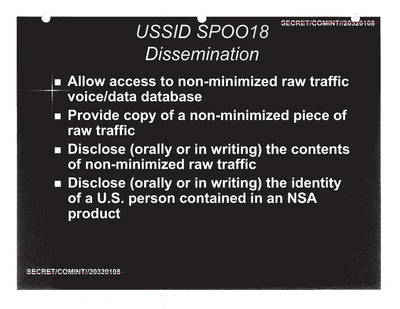 SECRET/COMINT//20320108
USSID SPOO18
Dissemination
Allow access to non-minimized raw traffic
voice/data database
Provide copy of a non-minimized piece of
raw traffic
Disclose (orally or in writing) the contents
of non-minimized raw traffic
Disclose (orally or in writing) the identity
of a U.S. person contained in an NSA
product
SECRET/COMINT//20320108